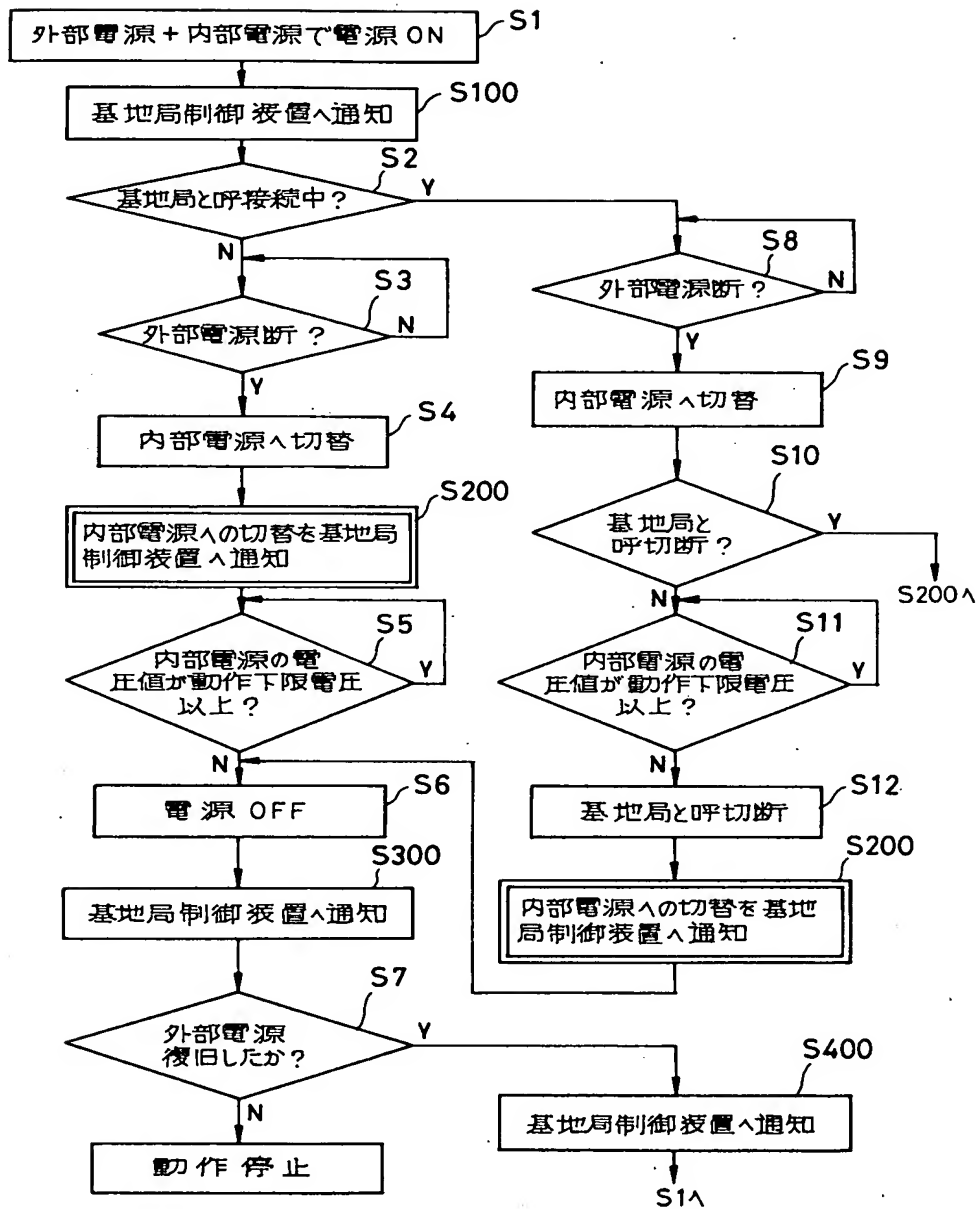 外部電源+内部電源で電源 ON
S1
基地局制御装置へ通知
S100
基地局と呼接続中?
S2
Y
N
外部電源断?
S3
N
Y
内部電源へ切替
S4
内部電源への切替を基地局
制御装置へ通知
S200
内部電源の電
圧値が動作下限電圧
以上?
S5
Y
N
電源 OFF
S6
基地局制御装置へ通知
S300
外部電源
復旧したか?
S7
Y
N
動作停止
外部電源断?
S8
N
Y
内部電源へ切替
S9
基地局と
呼切断?
S10
Y
S200へ
N
内部電源の電
圧値が動作下限電圧
以上?
S11
Y
N
基地局と呼切断
S12
内部電源への切替を基地
局制御装置へ通知
S200
基地局制御装置へ通知
S400
S1へ